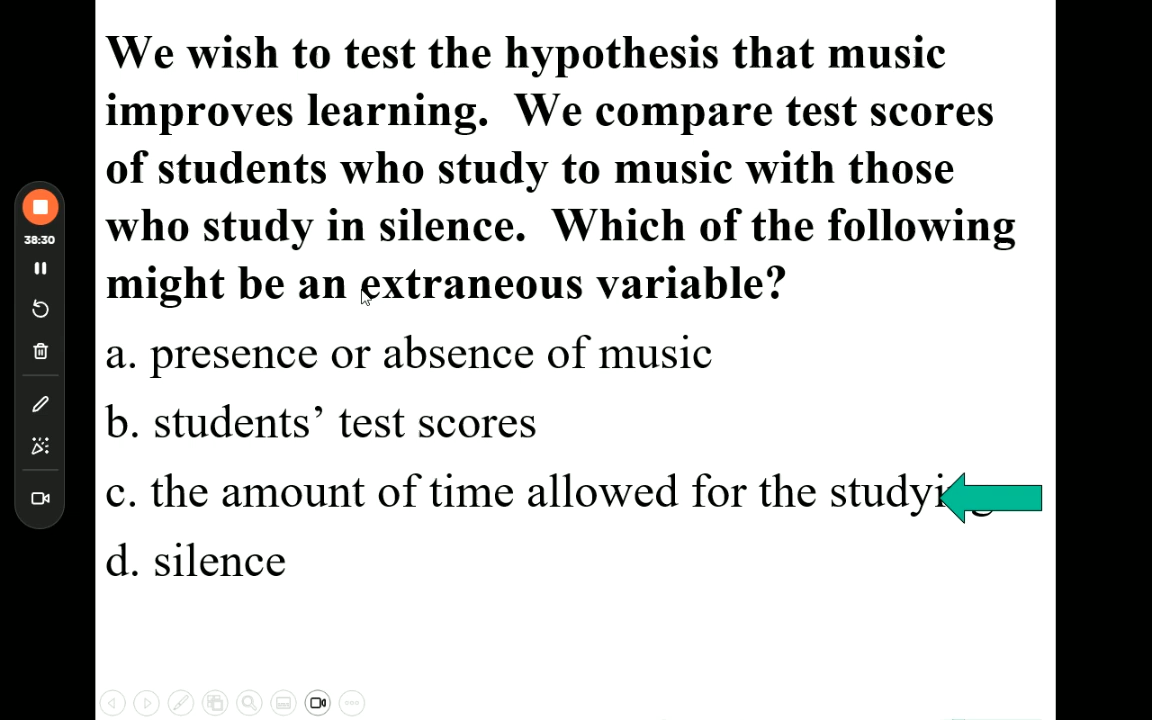 We wish to test the hypothesis that music
improves learning.  We compare test scores
of students who study to music with those
who study in silence.  Which of the following
might be an extraneous variable?
a. presence or absence of music
b. students’ test scores
c. the amount of time allowed for the
d. silence
38:30